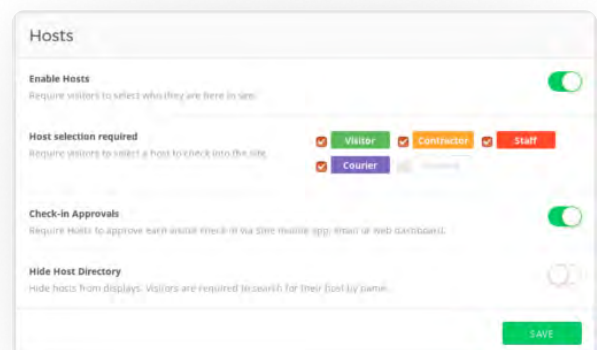 Hosts
Enable Hosts
Require visitors to select who they are here to see.
Host selection required
Require visitors to select a host to check into the site.
Visitor Contractor Staff
Courier
Check-in Approvals
Require Hosts to approve each visitor check-in via Sine mobile app, email or web dashboard.
Hide Host Directory
Hide hosts from displays. Visitors are required to search for their host by name.
SAVE